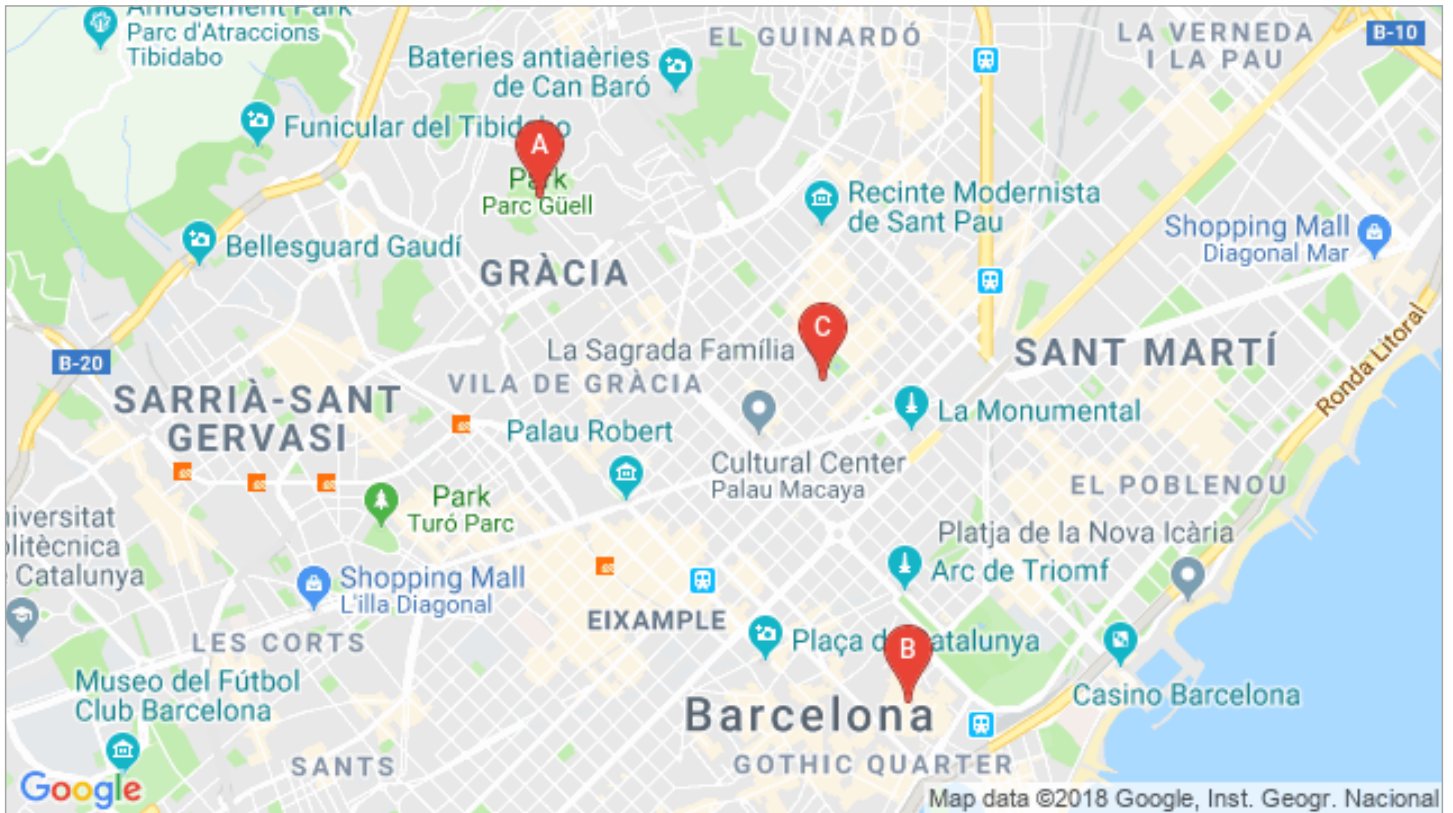 Amusement Park
Parc d'Atraccions
Tibidabo
Bateries antiaèries
de Can Baró
EL GUINARDÓ
LA VERNEDA
I LA PAU
B-10
Funicular del Tibidabo
A
Park
Parc Güell
Recinte Modernista
de Sant Pau
Shopping Mall
Diagonal Mar
Bellesguard Gaudí
GRÀCIA
C
La Sagrada Família
SANT MARTÍ
Ronda Litoral
B-20
VILA DE GRÀCIA
SARRIÀ-SANT
GERVASI
La Monumental
Palau Robert
Cultural Center
Palau Macaya
EL POBLENOU
Park
Turó Parc
niversitat
olitècnica
Catalunya
Platja de la Nova Icària
Arc de Triomf
Shopping Mall
L'illa Diagonal
EIXAMPLE
LES CORTS
Plaça de Catalunya
B
Museo del Fútbol
Club Barcelona
Casino Barcelona
Barcelona
GOTHIC QUARTER
SANTS
Google
Map data ©2018 Google, Inst. Geogr. Nacional